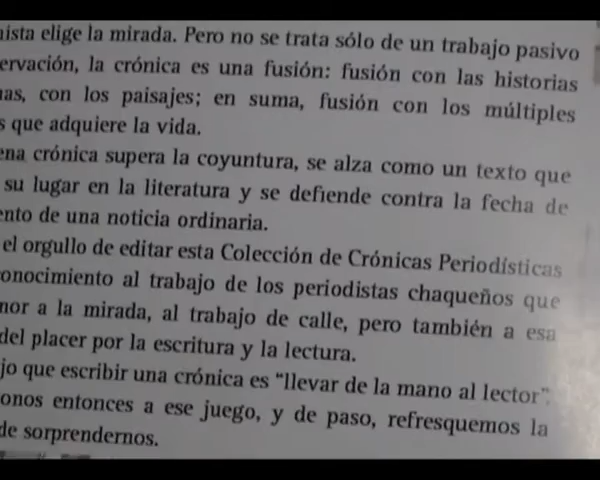 ista elige la mirada. Pero no se trata sólo de un trabajo pasivo
ervación, la crónica es una fusión: fusión con las historias
nas, con los paisajes; en suma, fusión con los múltiples
s que adquiere la vida.
ena crónica supera la coyuntura, se alza como un texto que
su lugar en la literatura y se defiende contra la fecha de
ento de una noticia ordinaria.
el orgullo de editar esta Colección de Crónicas Periodísticas
onocimiento al trabajo de los periodistas chaqueños que
nor a la mirada, al trabajo de calle, pero también a esa
del placer por la escritura y la lectura.
jo que escribir una crónica es “llevar de la mano al lector”.
onos entonces a ese juego, y de paso, refresquemos la
de sorprendernos.